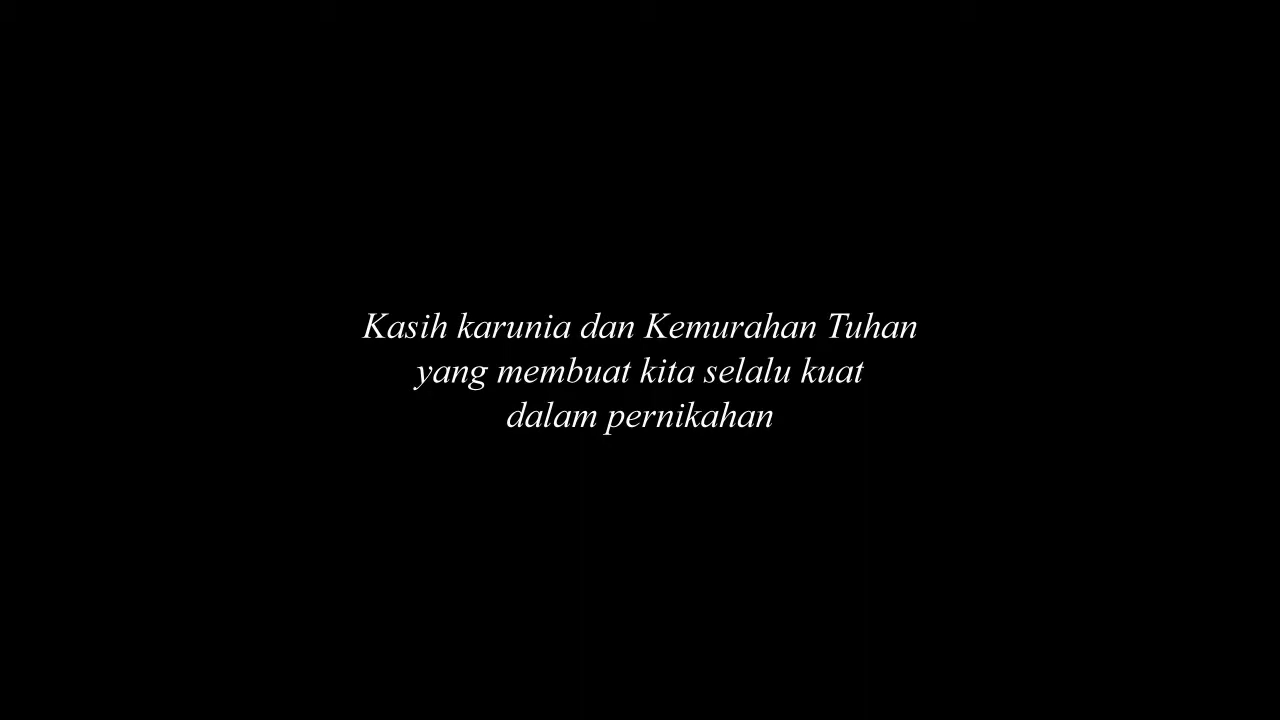 Kasih karunia dan Kemurahan Tuhan
yang membuat kita selalu kuat
dalam pernikahan